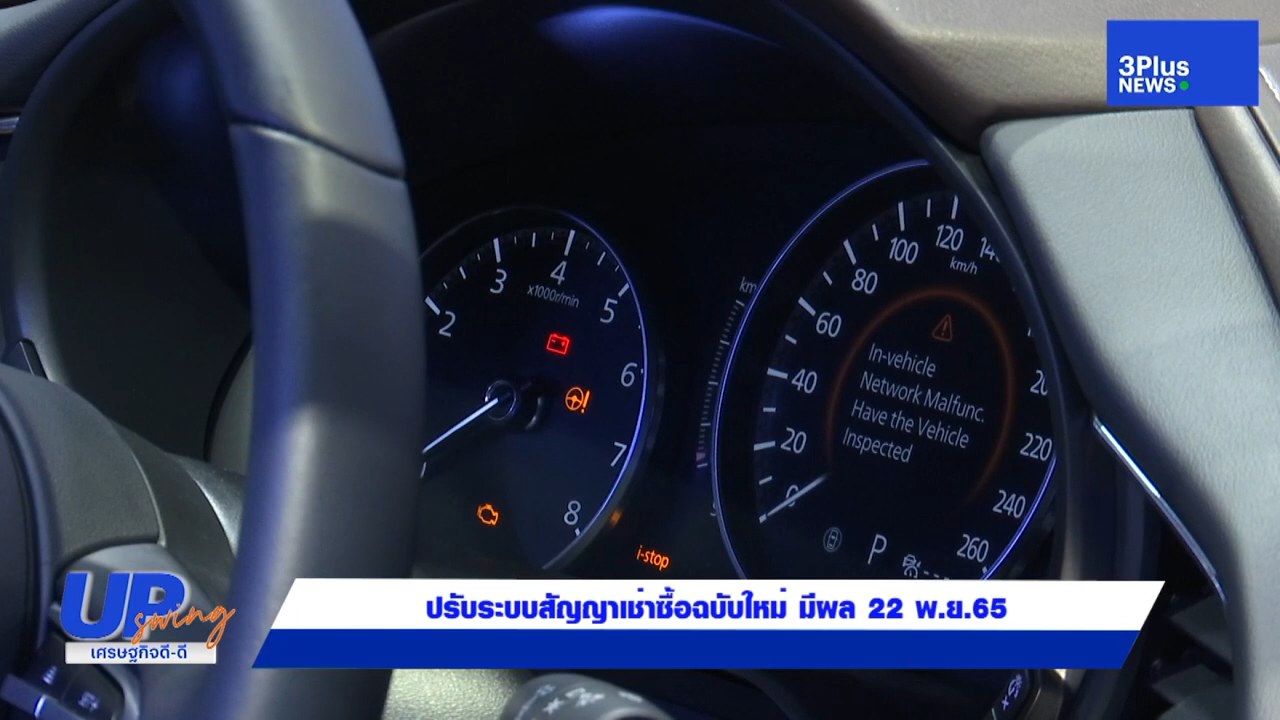 3Plus
NEWS
2
3
4
5
6
7
8
x1000r/min
i-stop
km
0
20
40
60
80
100
120
km/h
220
240
260
In-vehicle
Network Malfunc.
Have the Vehicle
Inspected
P
UP
swing
เศรษฐกิจดี-ดี
ปรับระบบสัญญาเช่าซื้อฉบับใหม่ มีผล 22 พ.ย.65